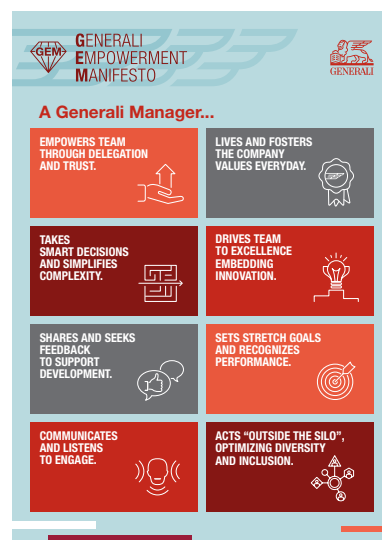 GEM
GENERALI
EMPOWERMENT
MANIFESTO
GENERALI
A Generali Manager...
EMPOWERS TEAM
THROUGH DELEGATION
AND TRUST.
LIVES AND FOSTERS
THE COMPANY
VALUES EVERYDAY.
TAKES
SMART DECISIONS
AND SIMPLIFIES
COMPLEXITY.
DRIVES TEAM
TO EXCELLENCE
EMBEDDING
INNOVATION.
SHARES AND SEEKS
FEEDBACK
TO SUPPORT
DEVELOPMENT.
SETS STRETCH GOALS
AND RECOGNIZES
PERFORMANCE.
COMMUNICATES
AND LISTENS
TO ENGAGE.
ACTS “OUTSIDE THE SILO”,
OPTIMIZING DIVERSITY
AND INCLUSION.